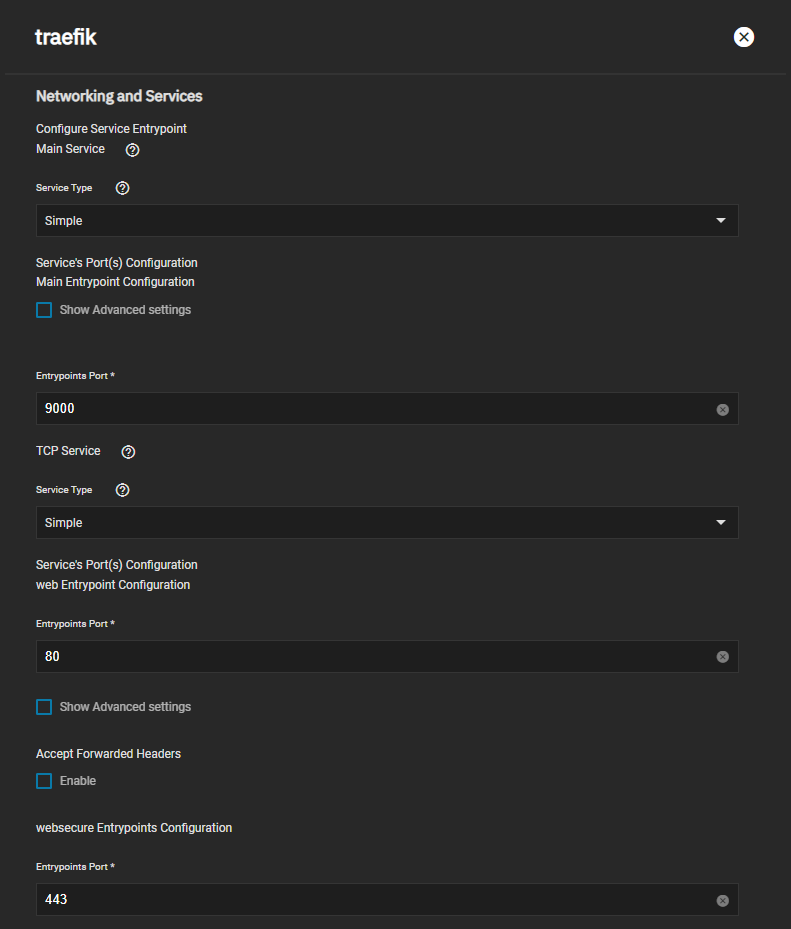 traefik
Networking and Services
Configure Service Entrypoint
Main Service
Service Type
Simple
Service's Port(s) Configuration
Main Entrypoint Configuration
Show Advanced settings
Entrypoints Port *
9000
TCP Service
Service Type
Simple
Service's Port(s) Configuration
web Entrypoint Configuration
Entrypoints Port *
80
Show Advanced settings
Accept Forwarded Headers
Enable
websecure Entrypoints Configuration
Entrypoints Port *
443